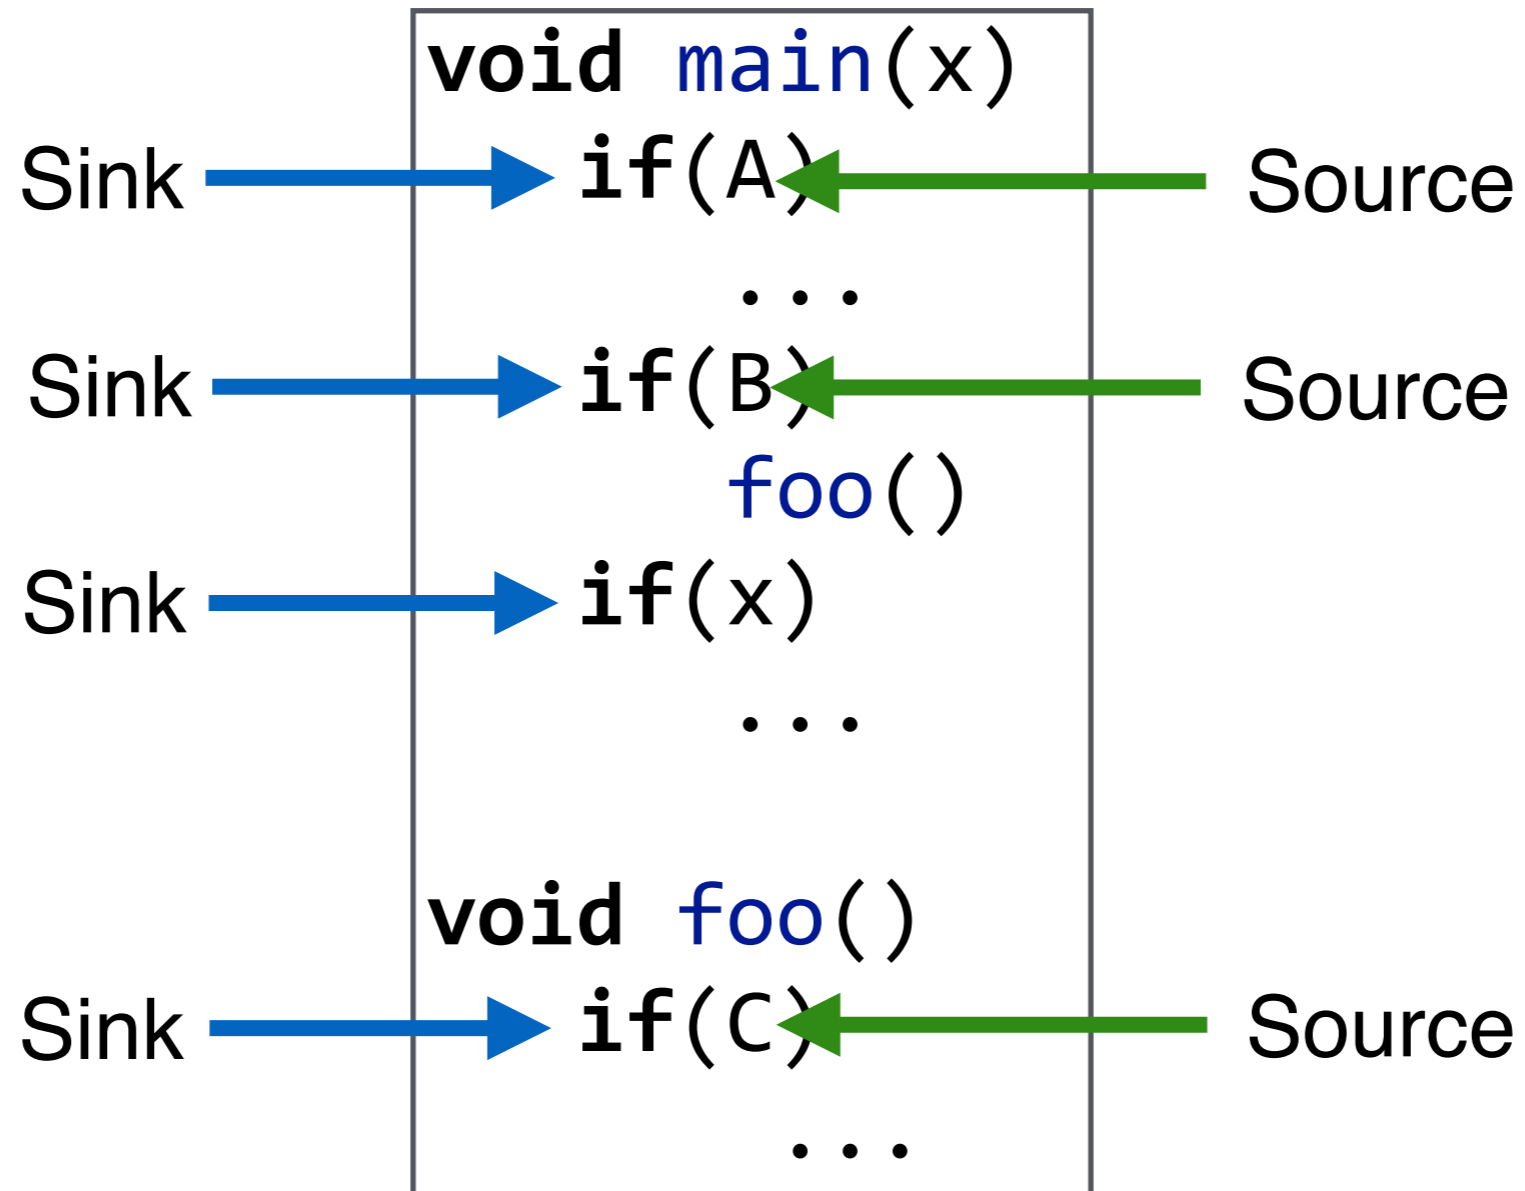 void main(x)
Sink if(A) Source
...
Sink if(B) Source
foo()
Sink if(x)
...
void foo()
Sink if(C) Source
...